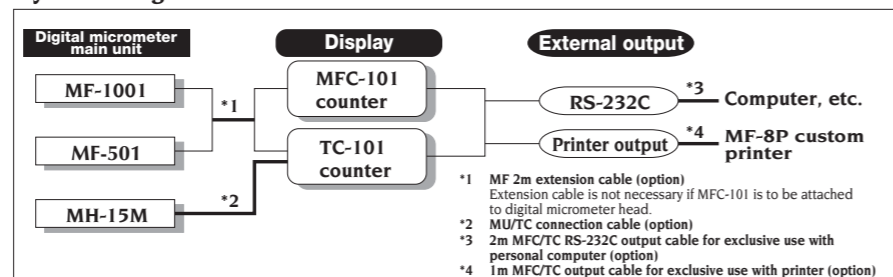 Digital micrometer
main unit
Display
External output
MF-1001
MF-501
MH-15M
*1
*2
MFC-101
counter
TC-101
counter
RS-232C
Printer output
*3
Computer, etc.
*4
MF-8P custom
printer
*1 MF 2m extension cable (option)
Extension cable is not necessary if MFC-101 is to be attached
to digital micrometer head.
*2 MU/TC connection cable (option)
*3 2m MFC/TC RS-232C output cable for exclusive use with
personal computer (option)
*4 1m MFC/TC output cable for exclusive use with printer (option)